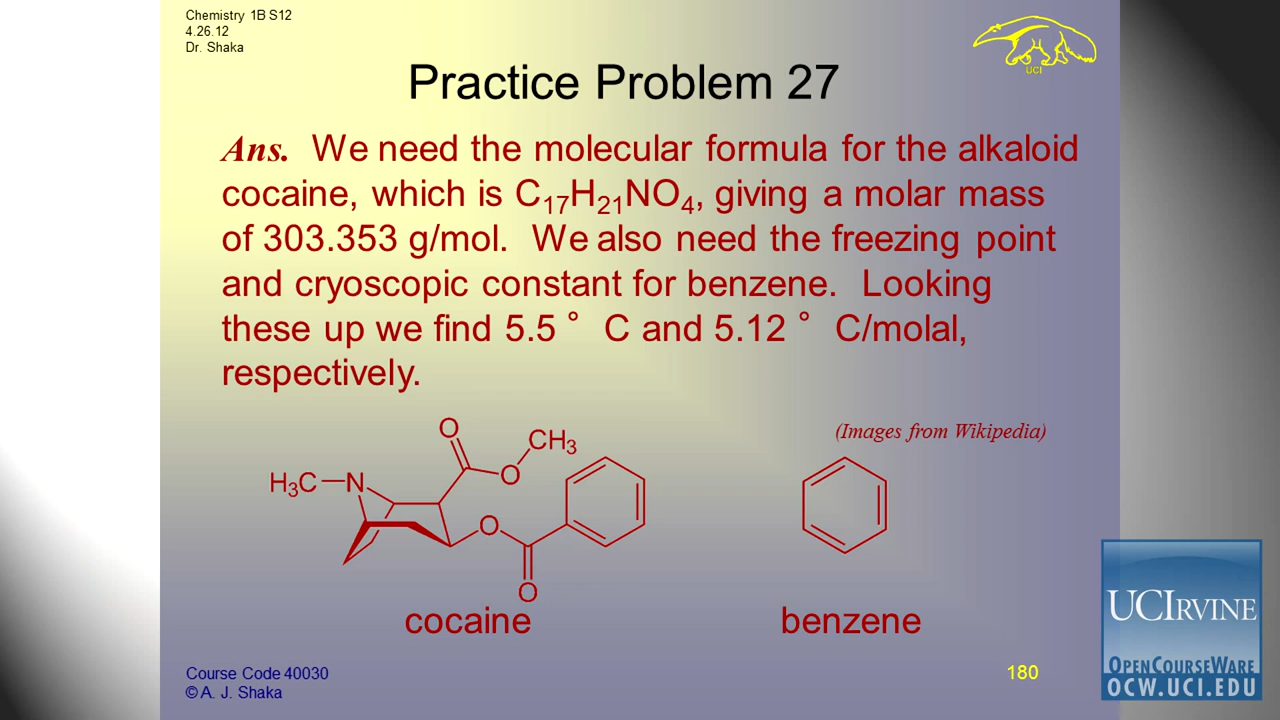 Chemistry 1B S12
4.26.12
Dr. Shaka
UCI
Practice Problem 27
Ans. We need the molecular formula for the alkaloid
cocaine, which is C₁₇H₂₁NO₄, giving a molar mass
of 303.353 g/mol. We also need the freezing point
and cryoscopic constant for benzene. Looking
these up we find 5.5 ° C and 5.12 ° C/molal,
respectively.
(Images from Wikipedia)
O
CH₃
H₃C
N
O
O
O
cocaine
benzene
Course Code 40030
© A. J. Shaka
180
UCIRVINE
OPENCOURSEWARE
OCW.UCI.EDU